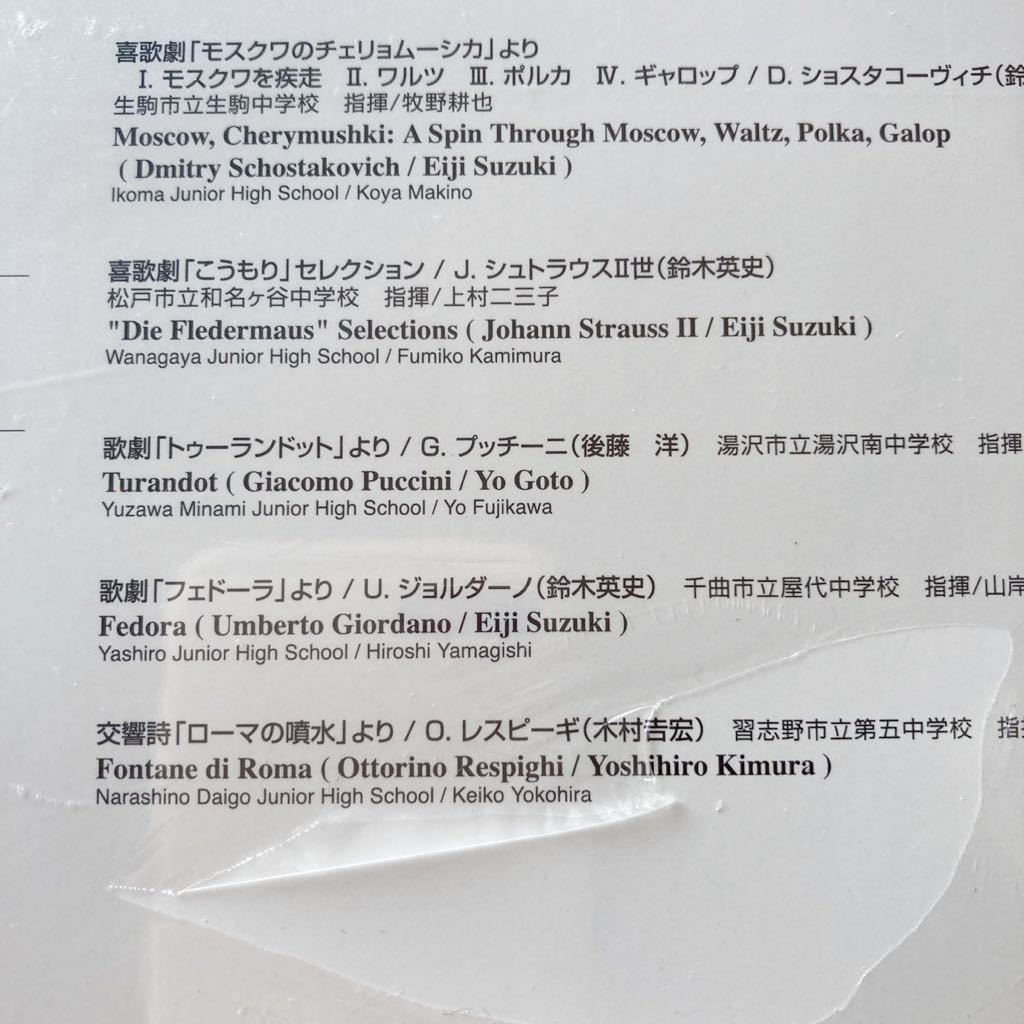 喜歌劇「モスクワのチェリョムーシカ」より
Ⅰ. モスクワを疾走　Ⅱ. ワルツ　Ⅲ. ポルカ　Ⅳ. ギャロップ / D. ショスタコーヴィチ(鈴
生駒市立生駒中学校　指揮/牧野耕也
Moscow, Cherymushki: A Spin Through Moscow, Waltz, Polka, Galop
( Dmitry Schostakovich / Eiji Suzuki )
Ikoma Junior High School / Koya Makino
喜歌劇「こうもり」セレクション / J. シュトラウスⅡ世(鈴木英史)
松戸市立和名ヶ谷中学校　指揮/上村二三子
"Die Fledermaus" Selections ( Johann Strauss II / Eiji Suzuki )
Wanagaya Junior High School / Fumiko Kamimura
歌劇「トゥーランドット」より / G. プッチーニ(後藤　洋)　湯沢市立湯沢南中学校　指揮
Turandot ( Giacomo Puccini / Yo Goto )
Yuzawa Minami Junior High School / Yo Fujikawa
歌劇「フェドーラ」より / U. ジョルダーノ(鈴木英史)　千曲市立屋代中学校　指揮/山岸
Fedora ( Umberto Giordano / Eiji Suzuki )
Yashiro Junior High School / Hiroshi Yamagishi
交響詩「ローマの噴水」より / O. レスピーギ(木村吉宏)　習志野市立第五中学校　指
Fontane di Roma ( Ottorino Respighi / Yoshihiro Kimura )
Narashino Daigo Junior High School / Keiko Yokohira